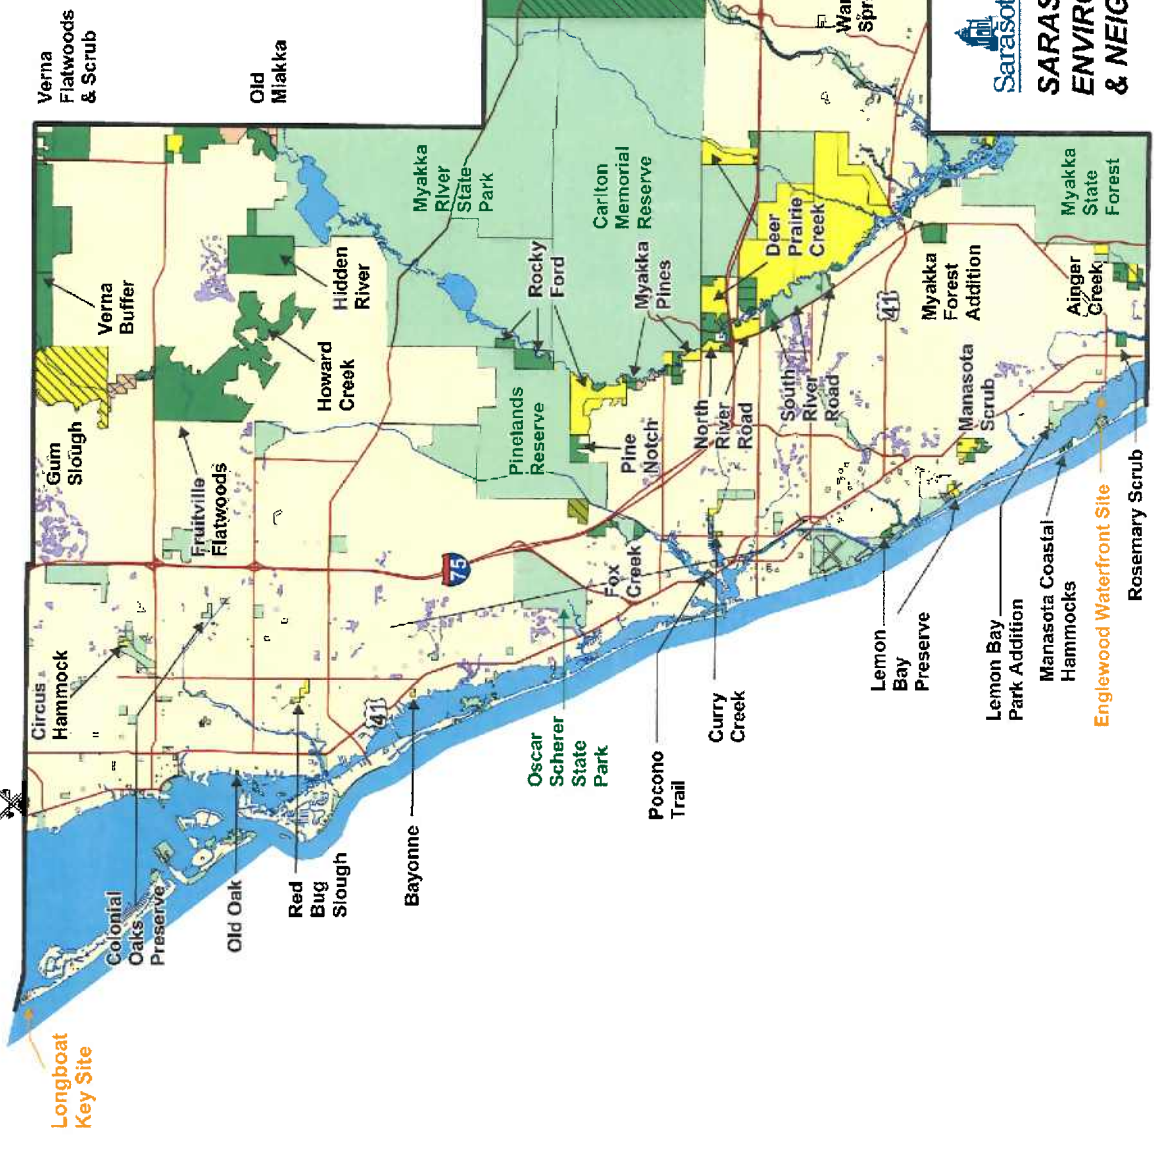 Verna
Flatwoods
& Scrub
Old
Miakka
Verna
Buffer
Hidden
River
Howard
Creek
Gum
Slough
Fruitville
Flatwoods
Circus
Hammock
Myakka
River
State
Park
Carlton
Memorial
Reserve
Rocky
Ford
Myakka
Pines
Deer
Prairie
Creek
Pinelands
Reserve
Pine
Notch
North
River
Road
South
River
Road
41
Myakka
Forest
Addition
Myakka
State
Forest
Ainger
Creek
Manasota
Scrub
75
Fox
Creek
41
Oscar
Scherer
State
Park
Pocono
Trail
Curry
Creek
Lemon
Bay
Preserve
Lemon Bay
Park Addition
Manasota Coastal
Hammocks
Englewood Waterfront Site
Rosemary Scrub
Colonial
Oaks
Preserve
Old Oak
Red
Bug
Slough
Bayonne
Longboat
Key Site
War
Spr
Sarasot
SARAS
ENVIRO
& NEIG